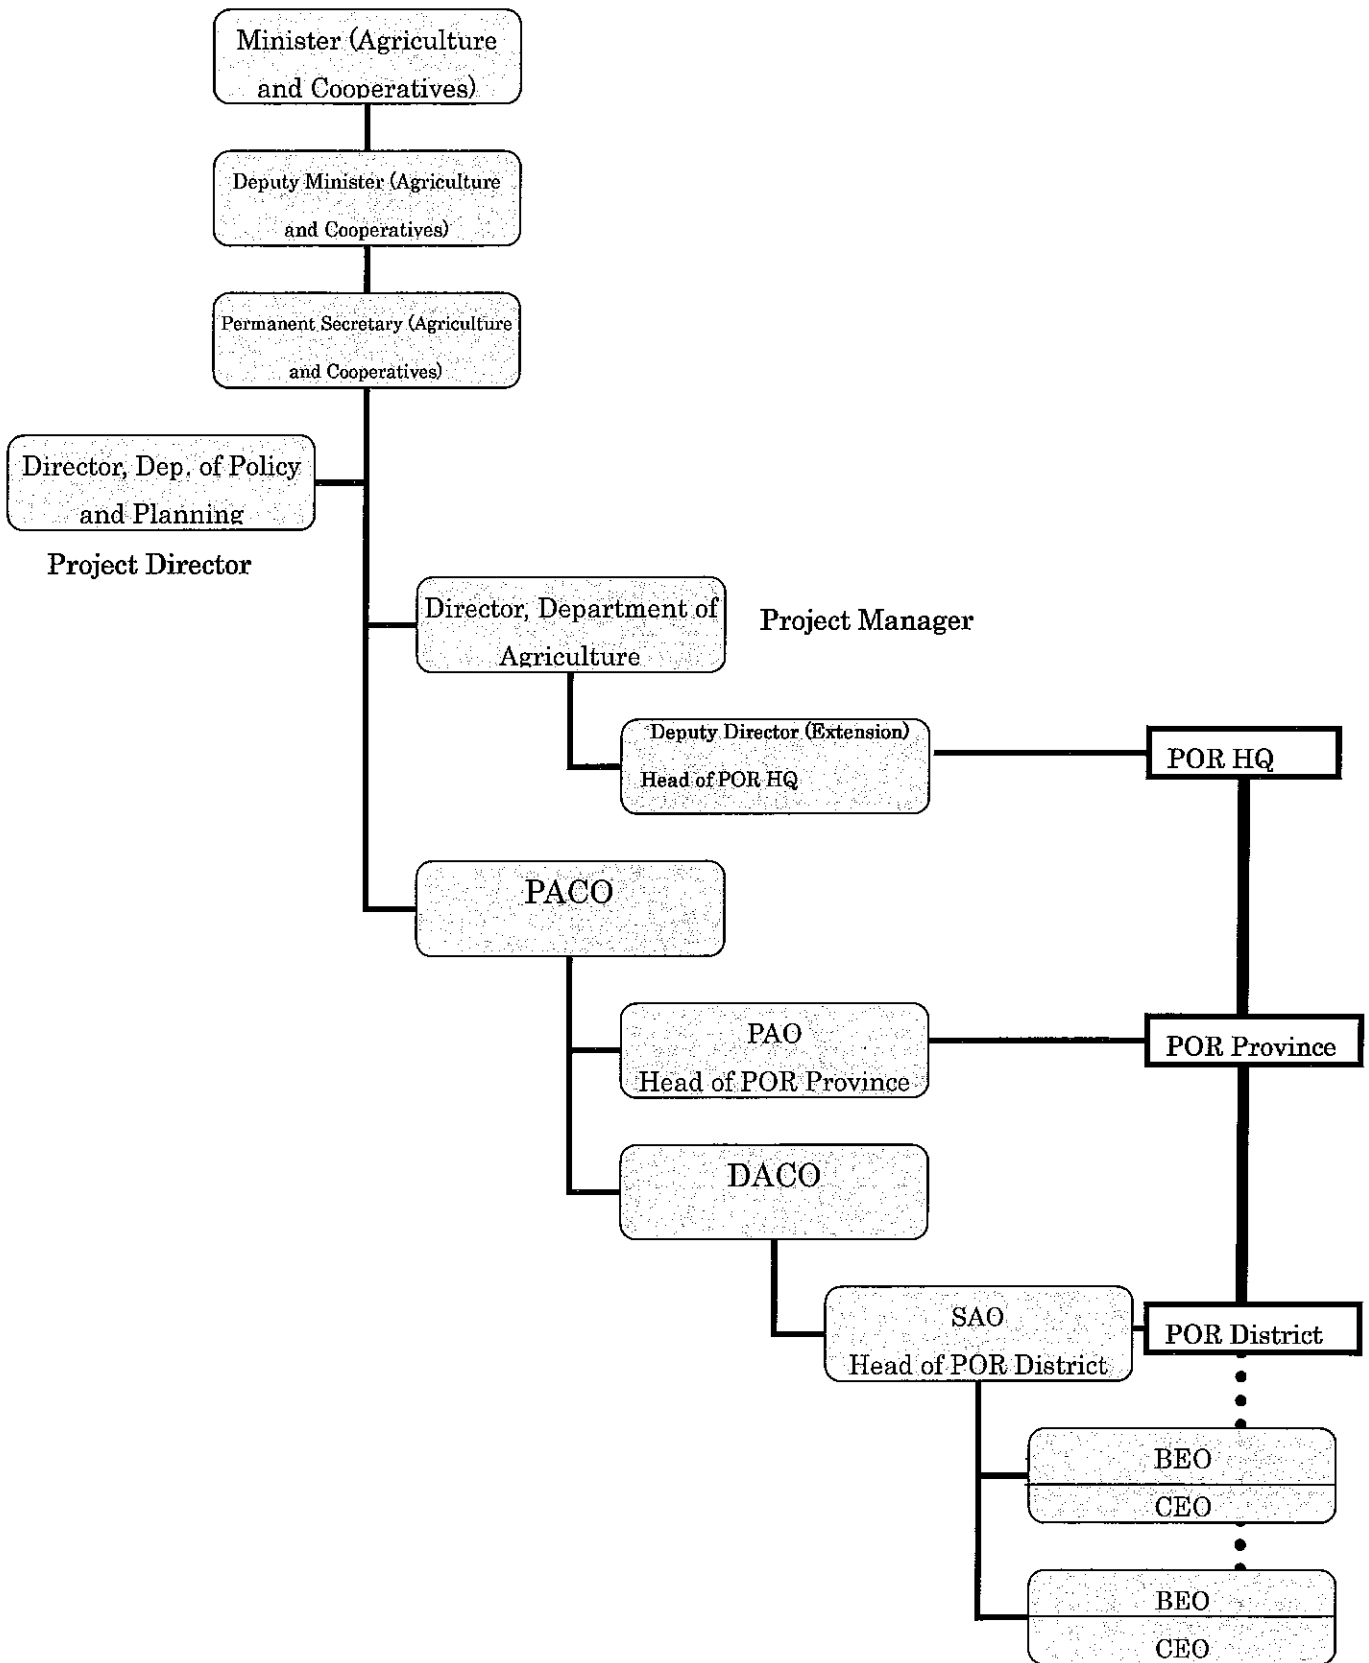 Minister (Agriculture
and Cooperatives)
Deputy Minister (Agriculture
and Cooperatives)
Permanent Secretary (Agriculture
and Cooperatives)
Director, Dep. of Policy
and Planning
Project Director
Director, Department of
Agriculture
Project Manager
Deputy Director (Extension)
Head of POR HQ
POR HQ
PACO
PAO
Head of POR Province
POR Province
DACO
SAO
Head of POR District
POR District
BEO
CEO
BEO
CEO